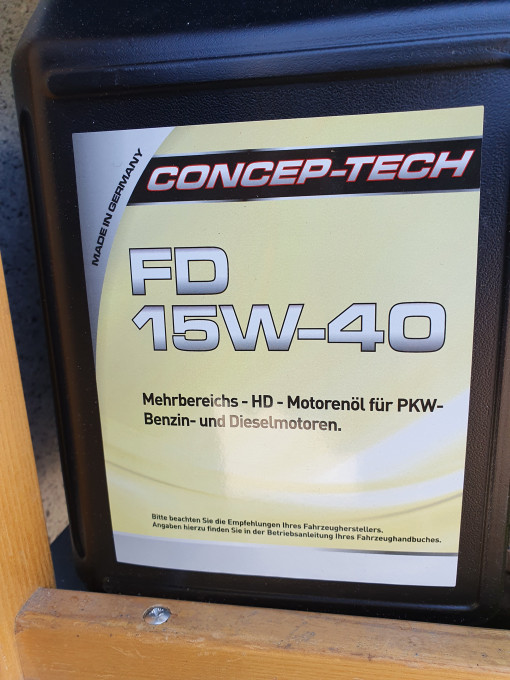 MADE IN GERMANY
CONCEP-TECH
FD
15W-40
Mehrbereichs - HD - Motorenöl für PKW-
Benzin- und Dieselmotoren.
Bitte beachten Sie die Empfehlungen Ihres Fahrzeugherstellers.
Angaben hierzu finden Sie in der Betriebsanleitung Ihres Fahrzeughandbuches.